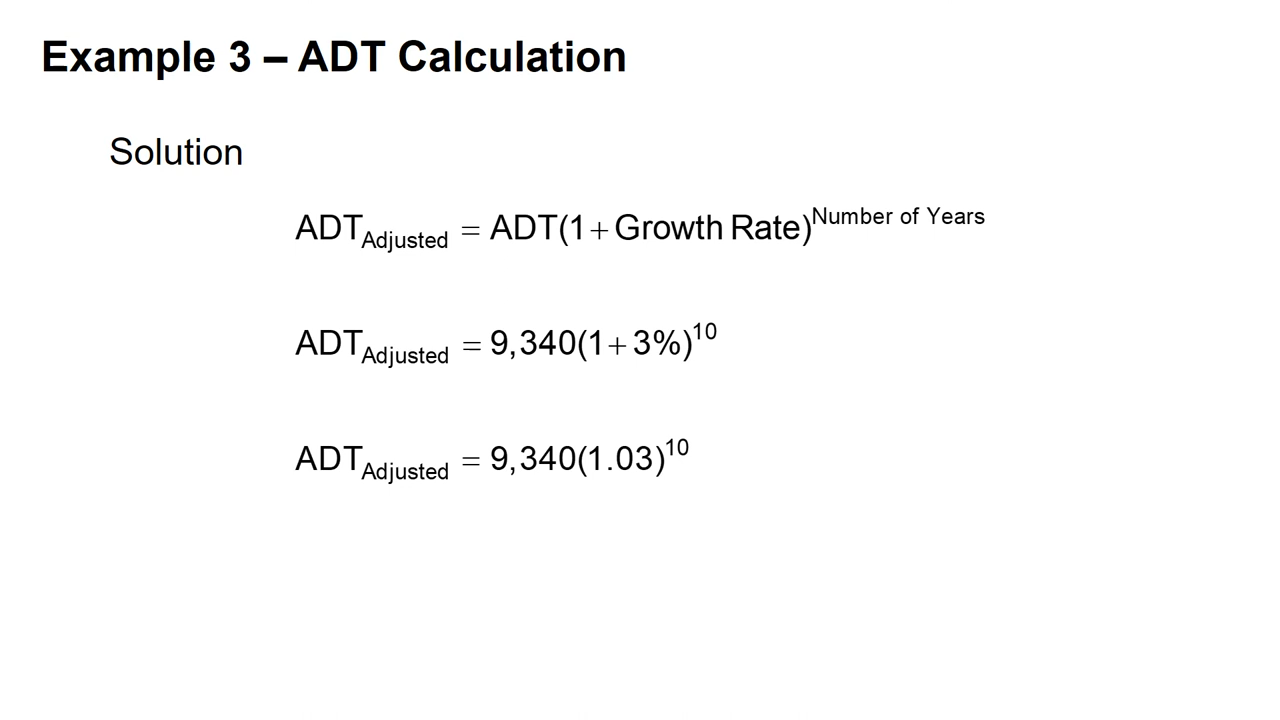 Example 3 – ADT Calculation
Solution
ADT_Adjusted = ADT(1 + Growth Rate)^Number of Years
ADT_Adjusted = 9,340(1 + 3%)^10
ADT_Adjusted = 9,340(1.03)^10